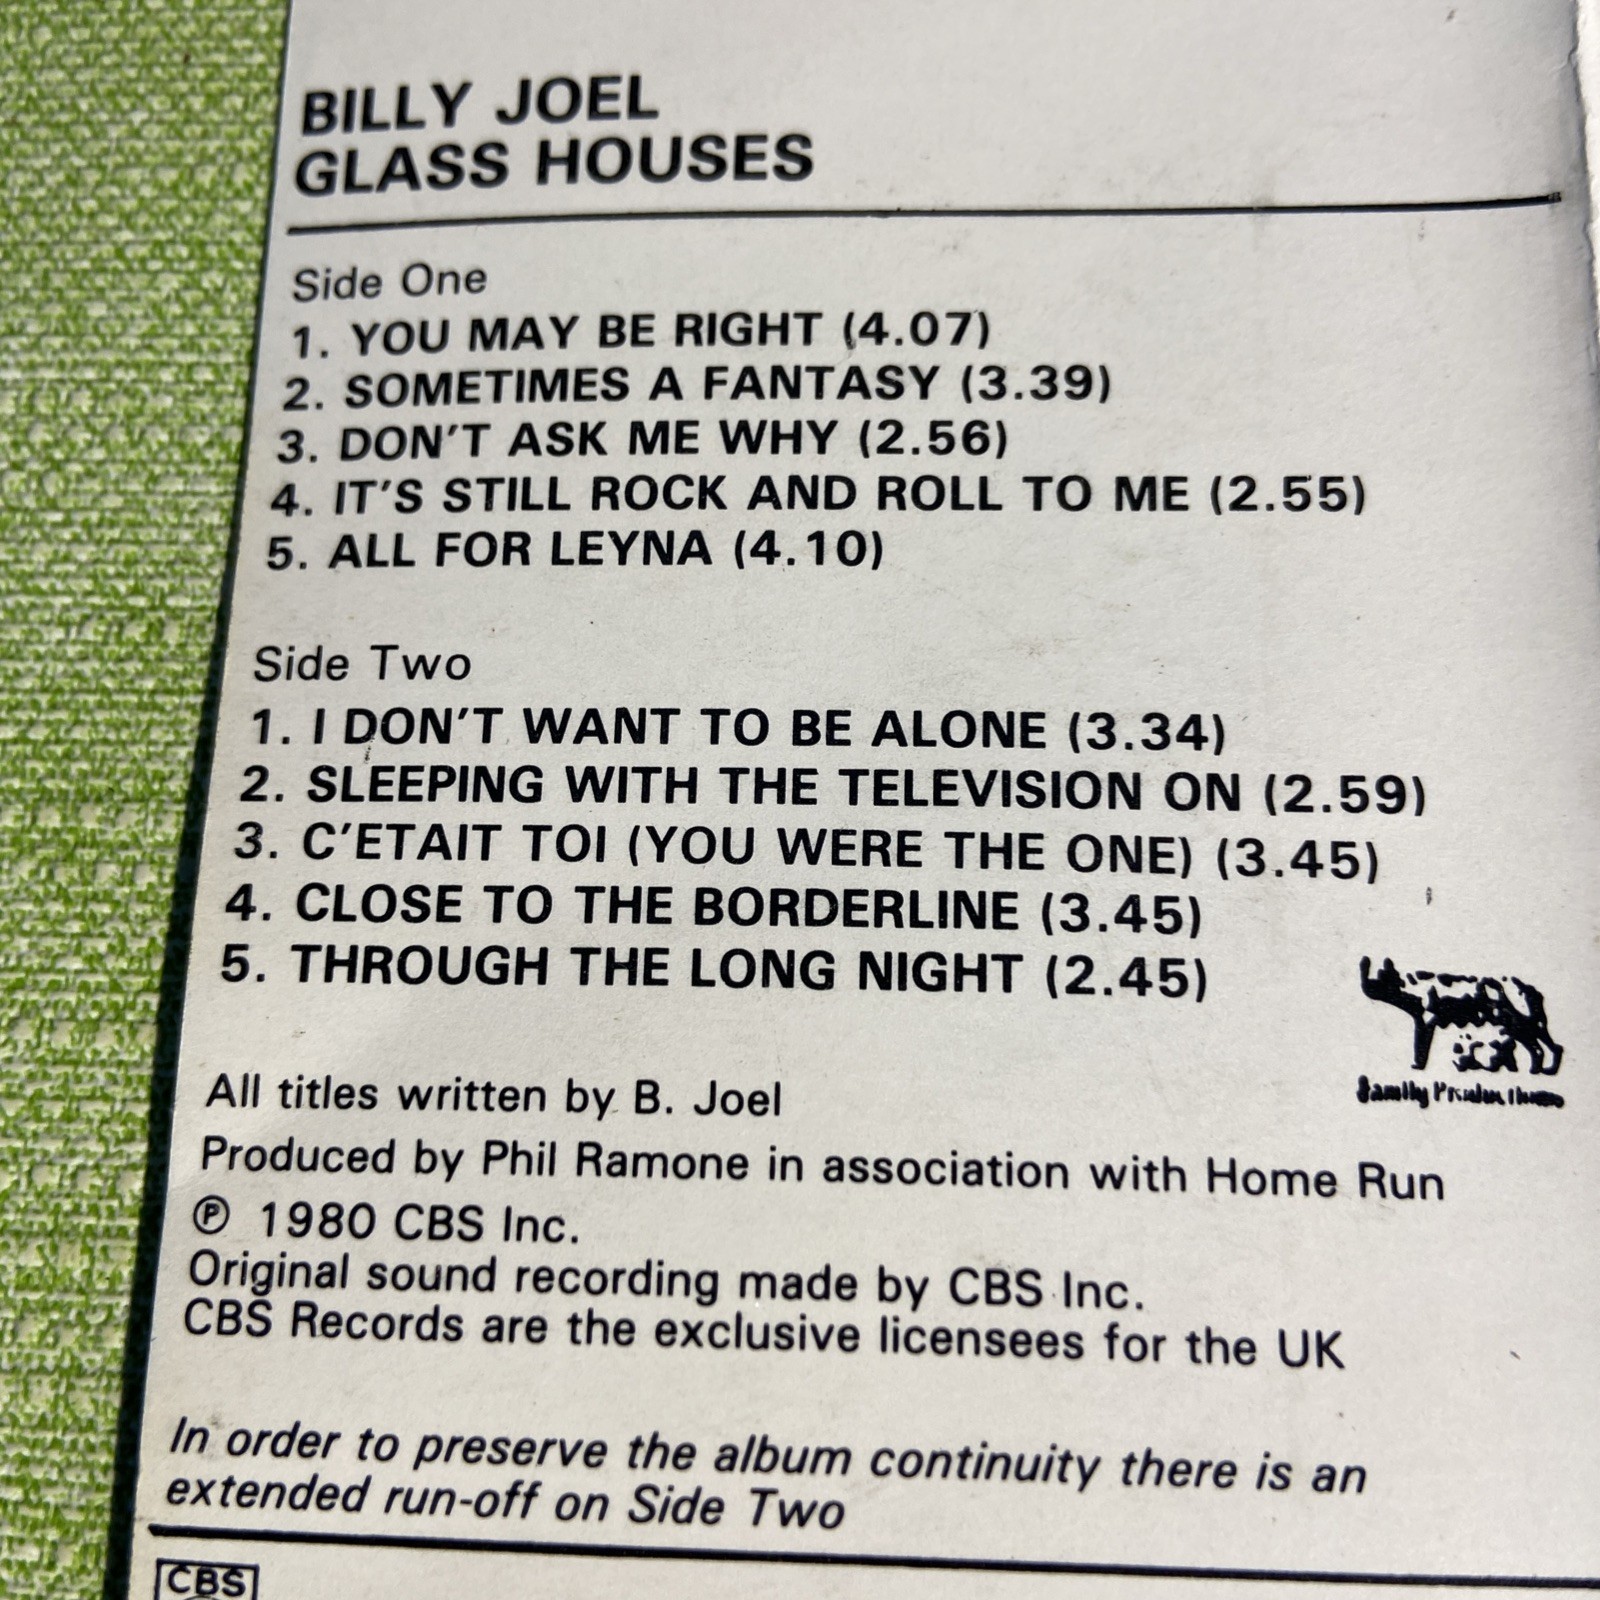 BILLY JOEL
GLASS HOUSES
Side One
1. YOU MAY BE RIGHT (4.07)
2. SOMETIMES A FANTASY (3.39)
3. DON'T ASK ME WHY (2.56)
4. IT'S STILL ROCK AND ROLL TO ME (2.55)
5. ALL FOR LEYNA (4.10)
Side Two
1. I DON'T WANT TO BE ALONE (3.34)
2. SLEEPING WITH THE TELEVISION ON (2.59)
3. C'ETAIT TOI (YOU WERE THE ONE) (3.45)
4. CLOSE TO THE BORDERLINE (3.45)
5. THROUGH THE LONG NIGHT (2.45)
Family
All titles written by B. Joel
Produced by Phil Ramone in association with Home Run
℗ 1980 CBS Inc.
Original sound recording made by CBS Inc.
CBS Records are the exclusive licensees for the UK
In order to preserve the album continuity there is an
extended run-off on Side Two
CBS